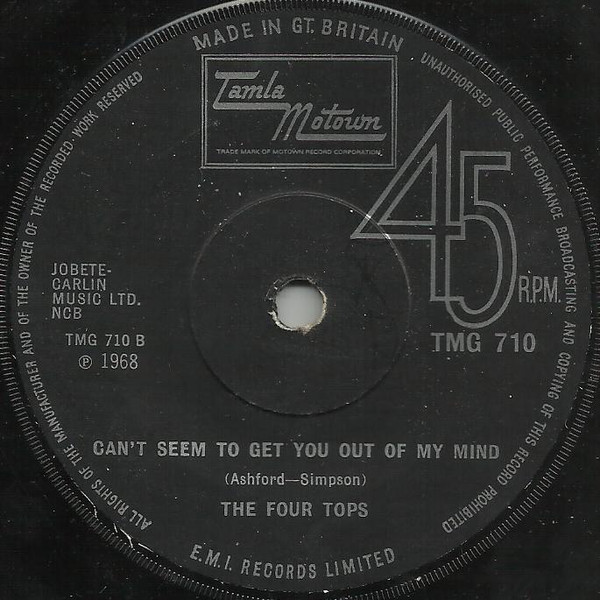 MADE IN GT. BRITAIN
Tamla
Motown
TRADE MARK OF MOTOWN RECORD CORPORATION
45
R.P.M.
JOBETE-
CARLIN
MUSIC LTD.
NCB
TMG 710 B
℗ 1968
TMG 710
CAN'T SEEM TO GET YOU OUT OF MY MIND
(Ashford—Simpson)
THE FOUR TOPS
E.M.I. RECORDS LIMITED
ALL RIGHTS OF THE MANUFACTURER AND OF THE OWNER OF THE RECORDED WORK RESERVED
UNAUTHORISED PUBLIC PERFORMANCE BROADCASTING AND COPYING OF THIS RECORD PROHIBITED